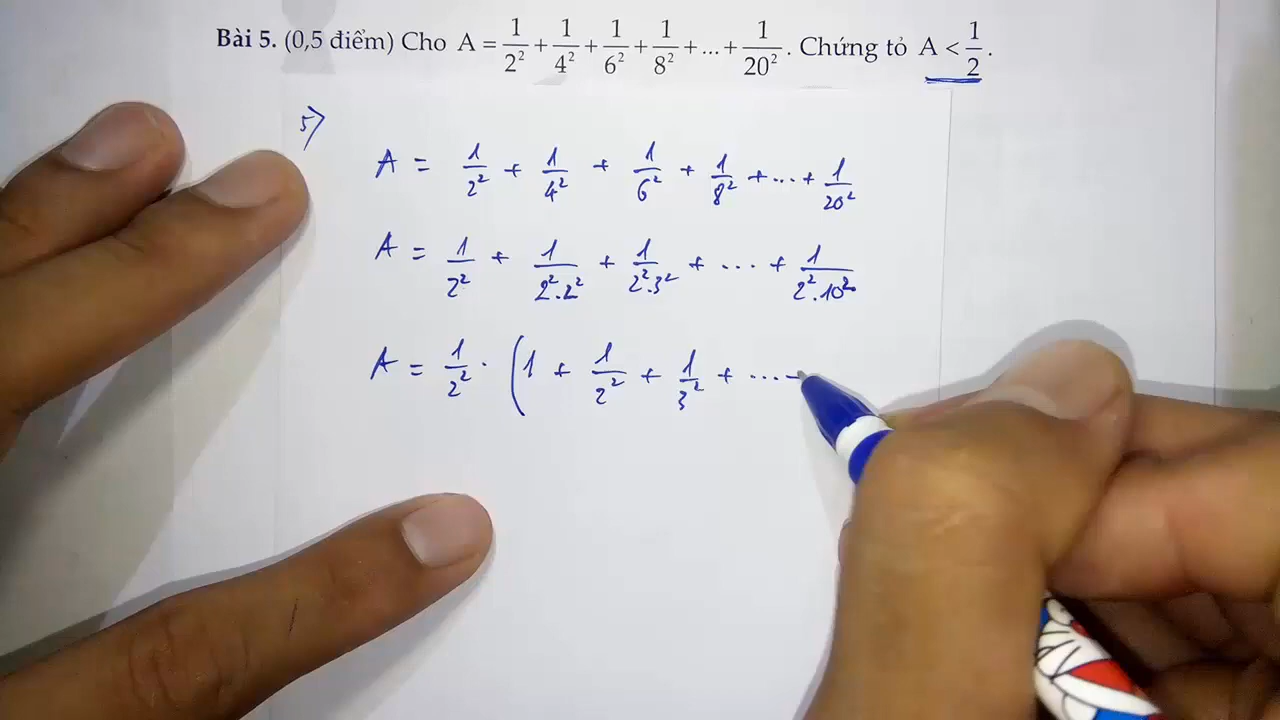 Bài 5. (0,5 điểm) Cho A = 1/2² + 1/4² + 1/6² + 1/8² + ... + 1/20². Chứng tỏ A < 1/2.
5)
A = 1/2² + 1/4² + 1/6² + 1/8² + ... + 1/20²
A = 1/2² + 1/2².2² + 1/2².3² + ... + 1/2².10²
A = 1/2² . (1 + 1/2² + 1/3² + ... +